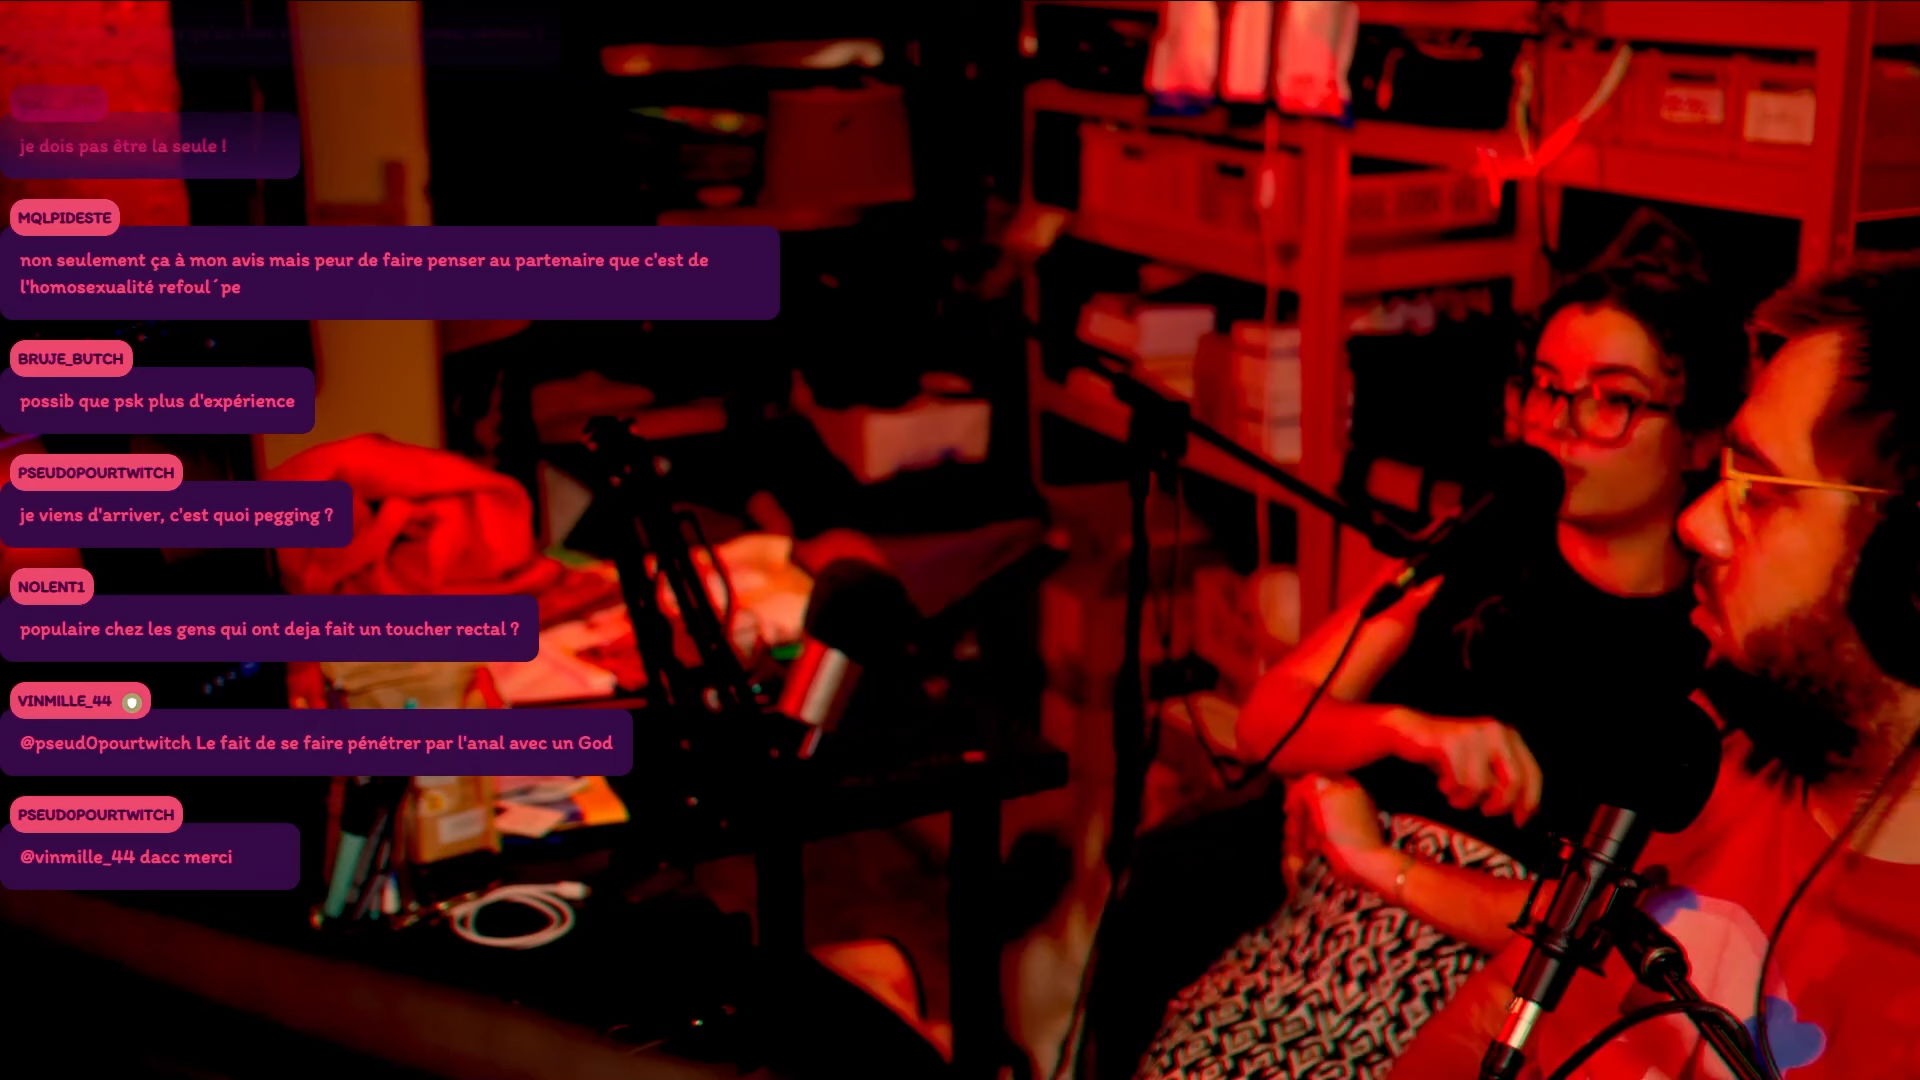 je dois pas être la seule !
MQLPIDESTE
non seulement ça à mon avis mais peur de faire penser au partenaire que c'est de
l'homosexualité refoul´pe
BRUJE_BUTCH
possib que psk plus d'expérience
PSEUD0POURTWITCH
je viens d'arriver, c'est quoi pegging ?
NOLENT1
populaire chez les gens qui ont deja fait un toucher rectal ?
VINMILLE_44
@pseud0pourtwitch Le fait de se faire pénétrer par l'anal avec un God
PSEUD0POURTWITCH
@vinmille_44 dacc merci